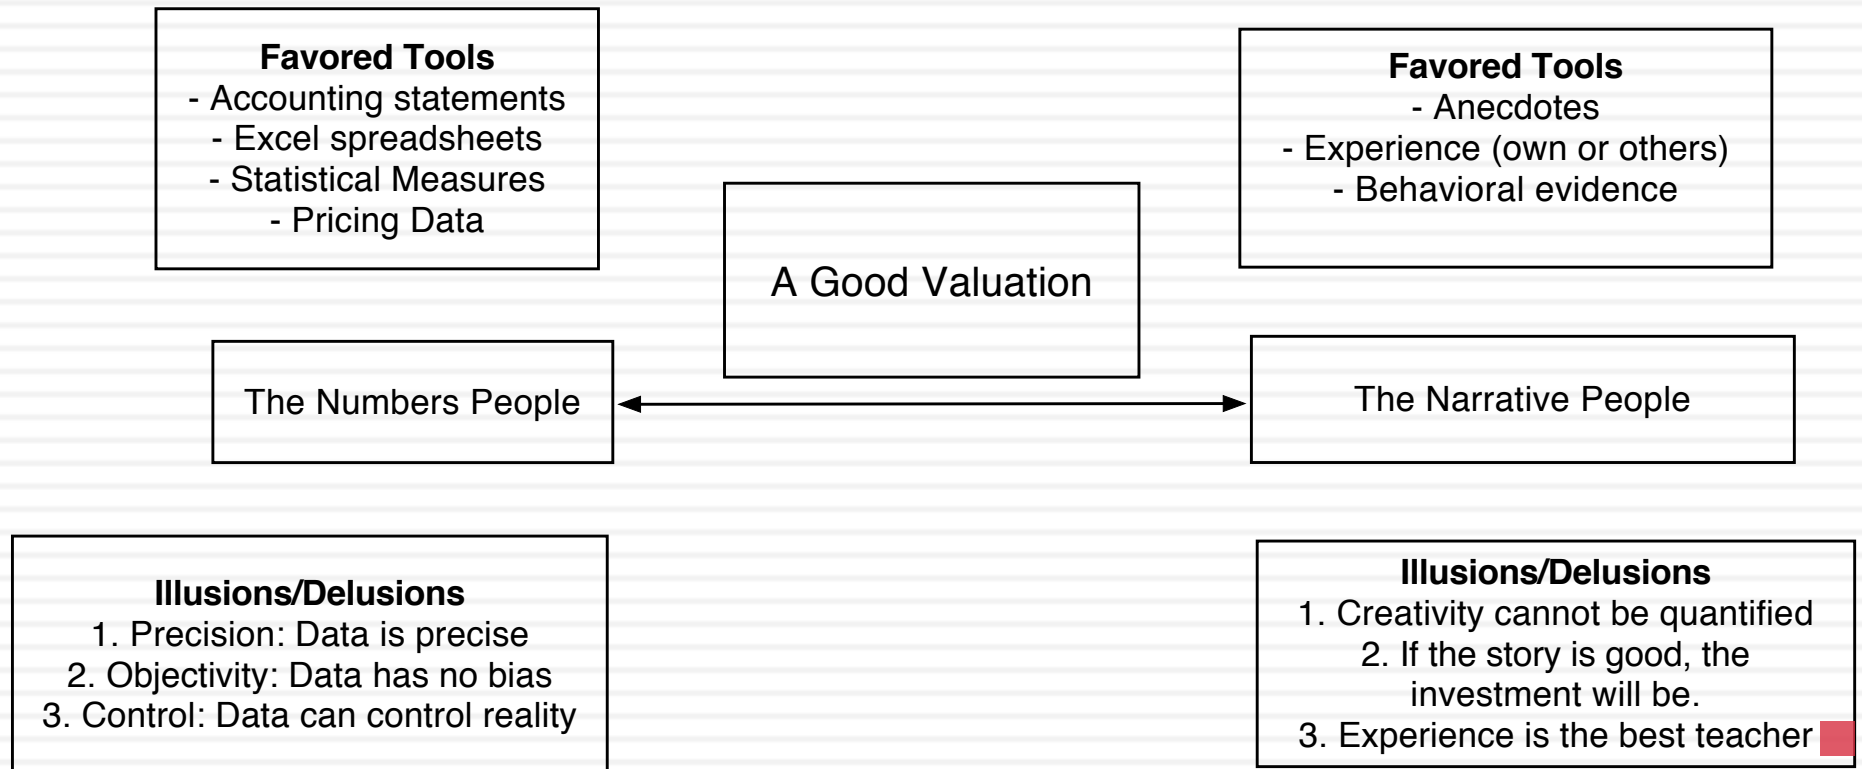 Favored Tools
- Accounting statements
- Excel spreadsheets
- Statistical Measures
- Pricing Data
Favored Tools
- Anecdotes
- Experience (own or others)
- Behavioral evidence
A Good Valuation
The Numbers People
The Narrative People
Illusions/Delusions
1. Precision: Data is precise
2. Objectivity: Data has no bias
3. Control: Data can control reality
Illusions/Delusions
1. Creativity cannot be quantified
2. If the story is good, the
investment will be.
3. Experience is the best teacher